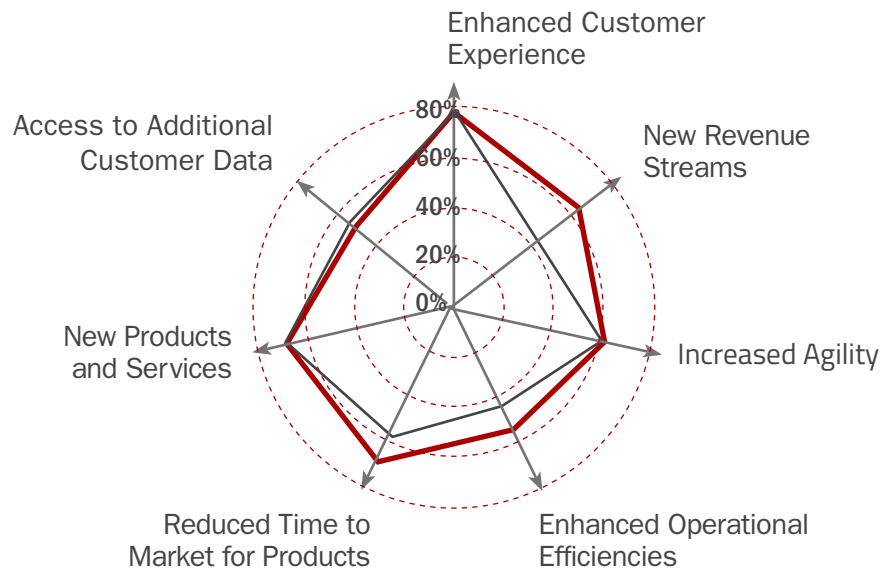 Enhanced Customer
Experience
80%
60%
40%
20%
0%
New Revenue
Streams
Increased Agility
Enhanced Operational
Efficiencies
Reduced Time to
Market for Products
New Products
and Services
Access to Additional
Customer Data